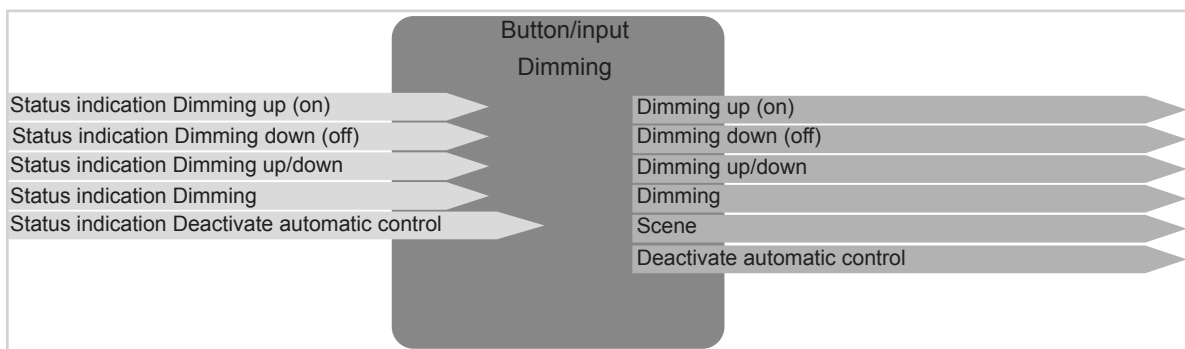 Button/input
Dimming
Status indication Dimming up (on)
Status indication Dimming down (off)
Status indication Dimming up/down
Status indication Dimming
Status indication Deactivate automatic control
Dimming up (on)
Dimming down (off)
Dimming up/down
Dimming
Scene
Deactivate automatic control